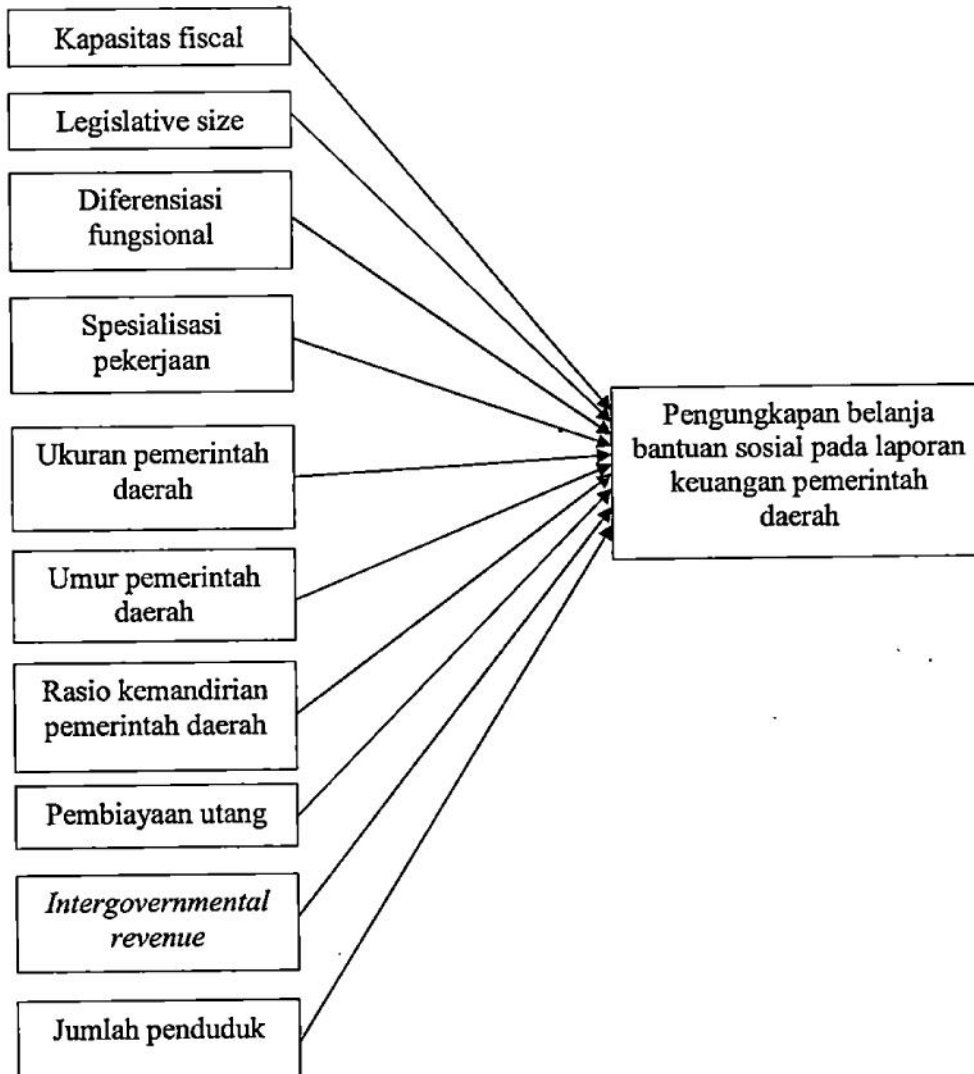 Kapasitas fiscal
Legislative size
Diferensiasi
fungsional
Spesialisasi
pekerjaan
Ukuran pemerintah
daerah
Umur pemerintah
daerah
Rasio kemandirian
pemerintah daerah
Pembiayaan utang
Intergovernmental
revenue
Jumlah penduduk
Pengungkapan belanja
bantuan sosial pada laporan
keuangan pemerintah
daerah